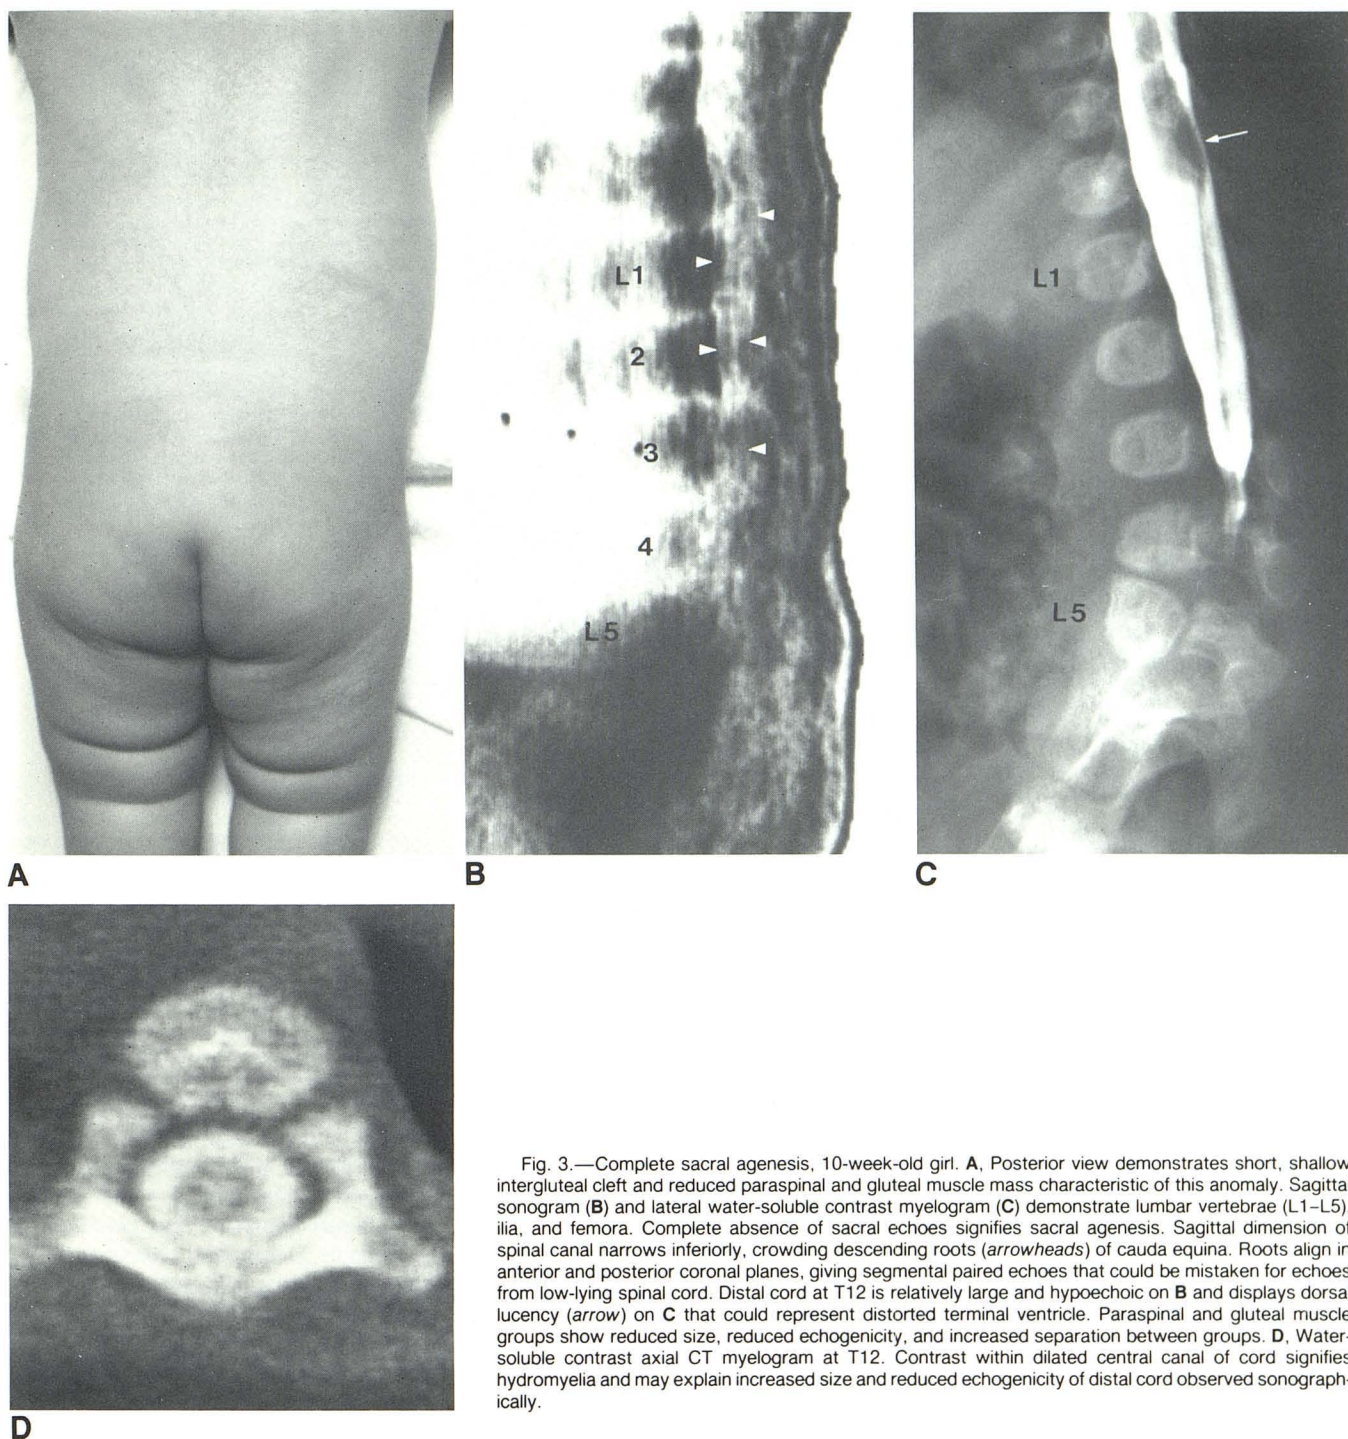 L1
2
3
4
L5
L1
L5
A
B
C
D
Fig. 3.—Complete sacral agenesis, 10-week-old girl. A, Posterior view demonstrates short, shallow
intergluteal cleft and reduced paraspinal and gluteal muscle mass characteristic of this anomaly. Sagitta
sonogram (B) and lateral water-soluble contrast myelogram (C) demonstrate lumbar vertebrae (L1–L5)
ilia, and femora. Complete absence of sacral echoes signifies sacral agenesis. Sagittal dimension of
spinal canal narrows inferiorly, crowding descending roots (arrowheads) of cauda equina. Roots align in
anterior and posterior coronal planes, giving segmental paired echoes that could be mistaken for echoes
from low-lying spinal cord. Distal cord at T12 is relatively large and hypoechoic on B and displays dorsa
lucency (arrow) on C that could represent distorted terminal ventricle. Paraspinal and gluteal muscle
groups show reduced size, reduced echogenicity, and increased separation between groups. D, Water-
soluble contrast axial CT myelogram at T12. Contrast within dilated central canal of cord signifies
hydromyelia and may explain increased size and reduced echogenicity of distal cord observed sonograph-
ically.